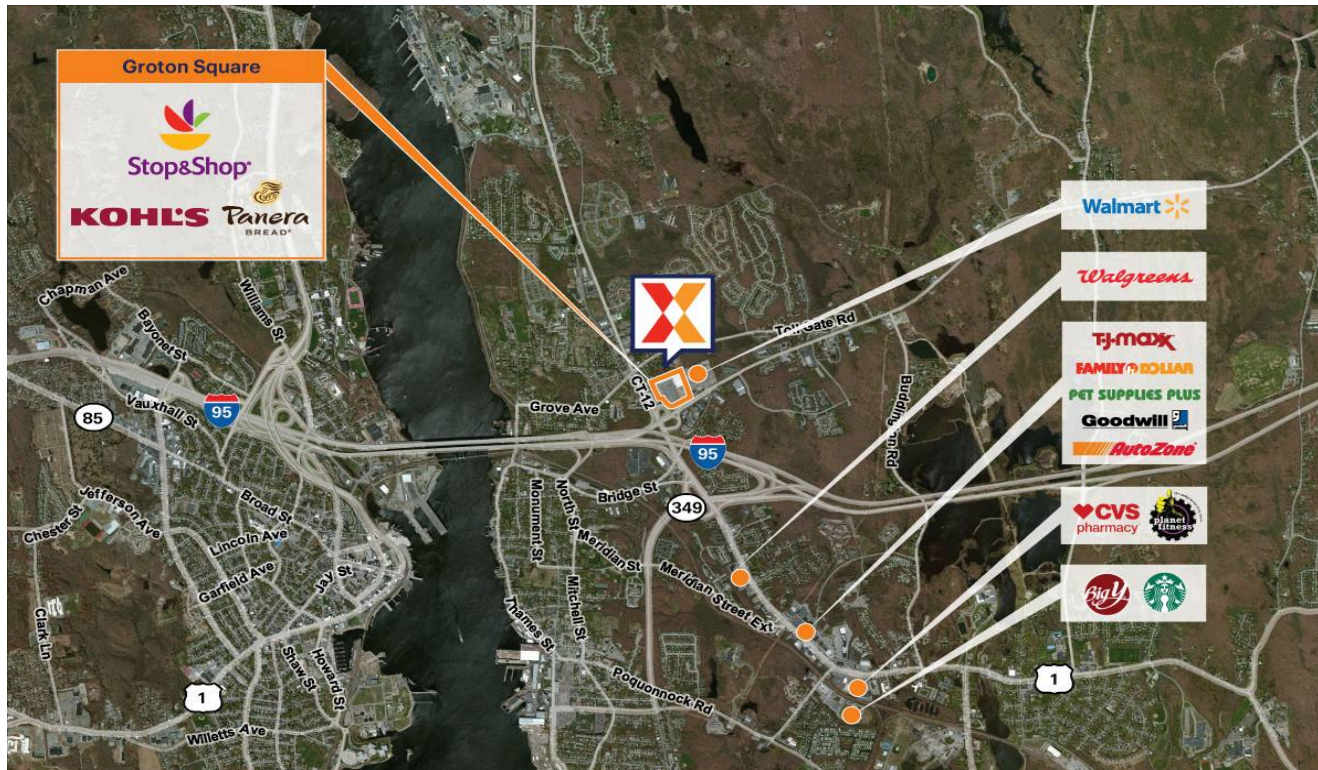 Groton Square
Stop&Shop®
KOHL'S
Panera
BREAD®
Walmart
Walgreens
T•J•maxx
FAMILY DOLLAR
PET SUPPLIES PLUS
Goodwill
AutoZone
CVS
pharmacy
planet
fitness
Big Y
Chapman Ave
Bayonet St
Williams St
Vauxhall St
95
85
Jefferson Ave
Chester St
Broad St
Lincoln Ave
Garfield Ave
Jay St
Clark Ln
Shaw St
Howard St
1
Willetts Ave
CT-12
Grove Ave
Toll Gate Rd
Buddington Rd
95
Bridge St
349
Monument St
North St
Meridian St
Meridian Street Ext
Mitchell St
Thames St
Poquonnock Rd
1